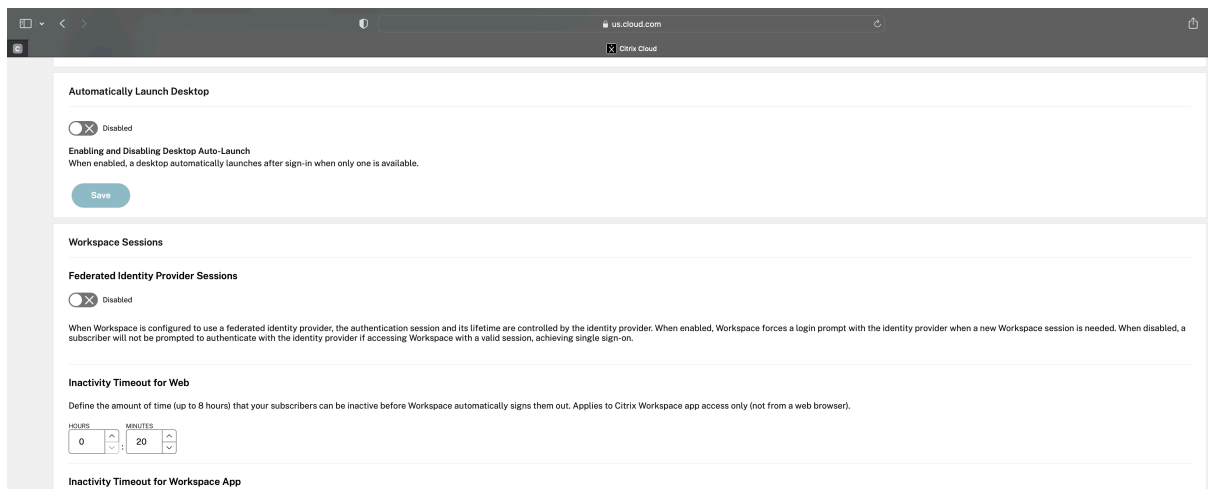 us.cloud.com
C
Citrix Cloud
Automatically Launch Desktop
Disabled
Enabling and Disabling Desktop Auto-Launch
When enabled, a desktop automatically launches after sign-in when only one is available.
Save
Workspace Sessions
Federated Identity Provider Sessions
Disabled
When Workspace is configured to use a federated identity provider, the authentication session and its lifetime are controlled by the identity provider. When enabled, Workspace forces a login prompt with the identity provider when a new Workspace session is needed. When disabled, a
subscriber will not be prompted to authenticate with the identity provider if accessing Workspace with a valid session, achieving single sign-on.
Inactivity Timeout for Web
Define the amount of time (up to 8 hours) that your subscribers can be inactive before Workspace automatically signs them out. Applies to Citrix Workspace app access only (not from a web browser).
HOURS MINUTES
0 : 20
Inactivity Timeout for Workspace App